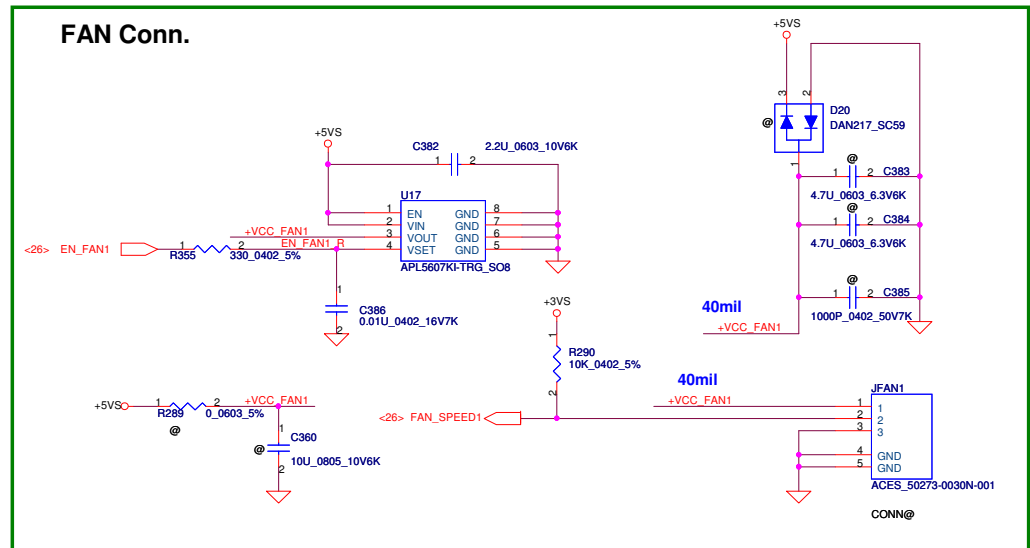 FAN Conn.
+5VS
3
2
D20
DAN217_SC59
@
1
+5VS
C382
2.2U_0603_10V6K
1
2
@
1
2
C383
4.7U_0603_6.3V6K
@
1
2
C384
4.7U_0603_6.3V6K
@
1
2
C385
1000P_0402_50V7K
40mil
+VCC_FAN1
U17
1
EN
GND
8
2
VIN
GND
7
+VCC_FAN1
3
VOUT
GND
6
EN_FAN1_R
4
VSET
GND
5
APL5607KI-TRG_SO8
<26> EN_FAN1
1
2
R355
330_0402_5%
1
C386
0.01U_0402_16V7K
2
+3VS
1
R290
10K_0402_5%
2
<26> FAN_SPEED1
+5VS
1
2
+VCC_FAN1
R289
0_0603_5%
@
1
@
C360
10U_0805_10V6K
2
40mil
+VCC_FAN1
JFAN1
1
1
2
2
3
3
4
GND
5
GND
ACES_50273-0030N-001
CONN@